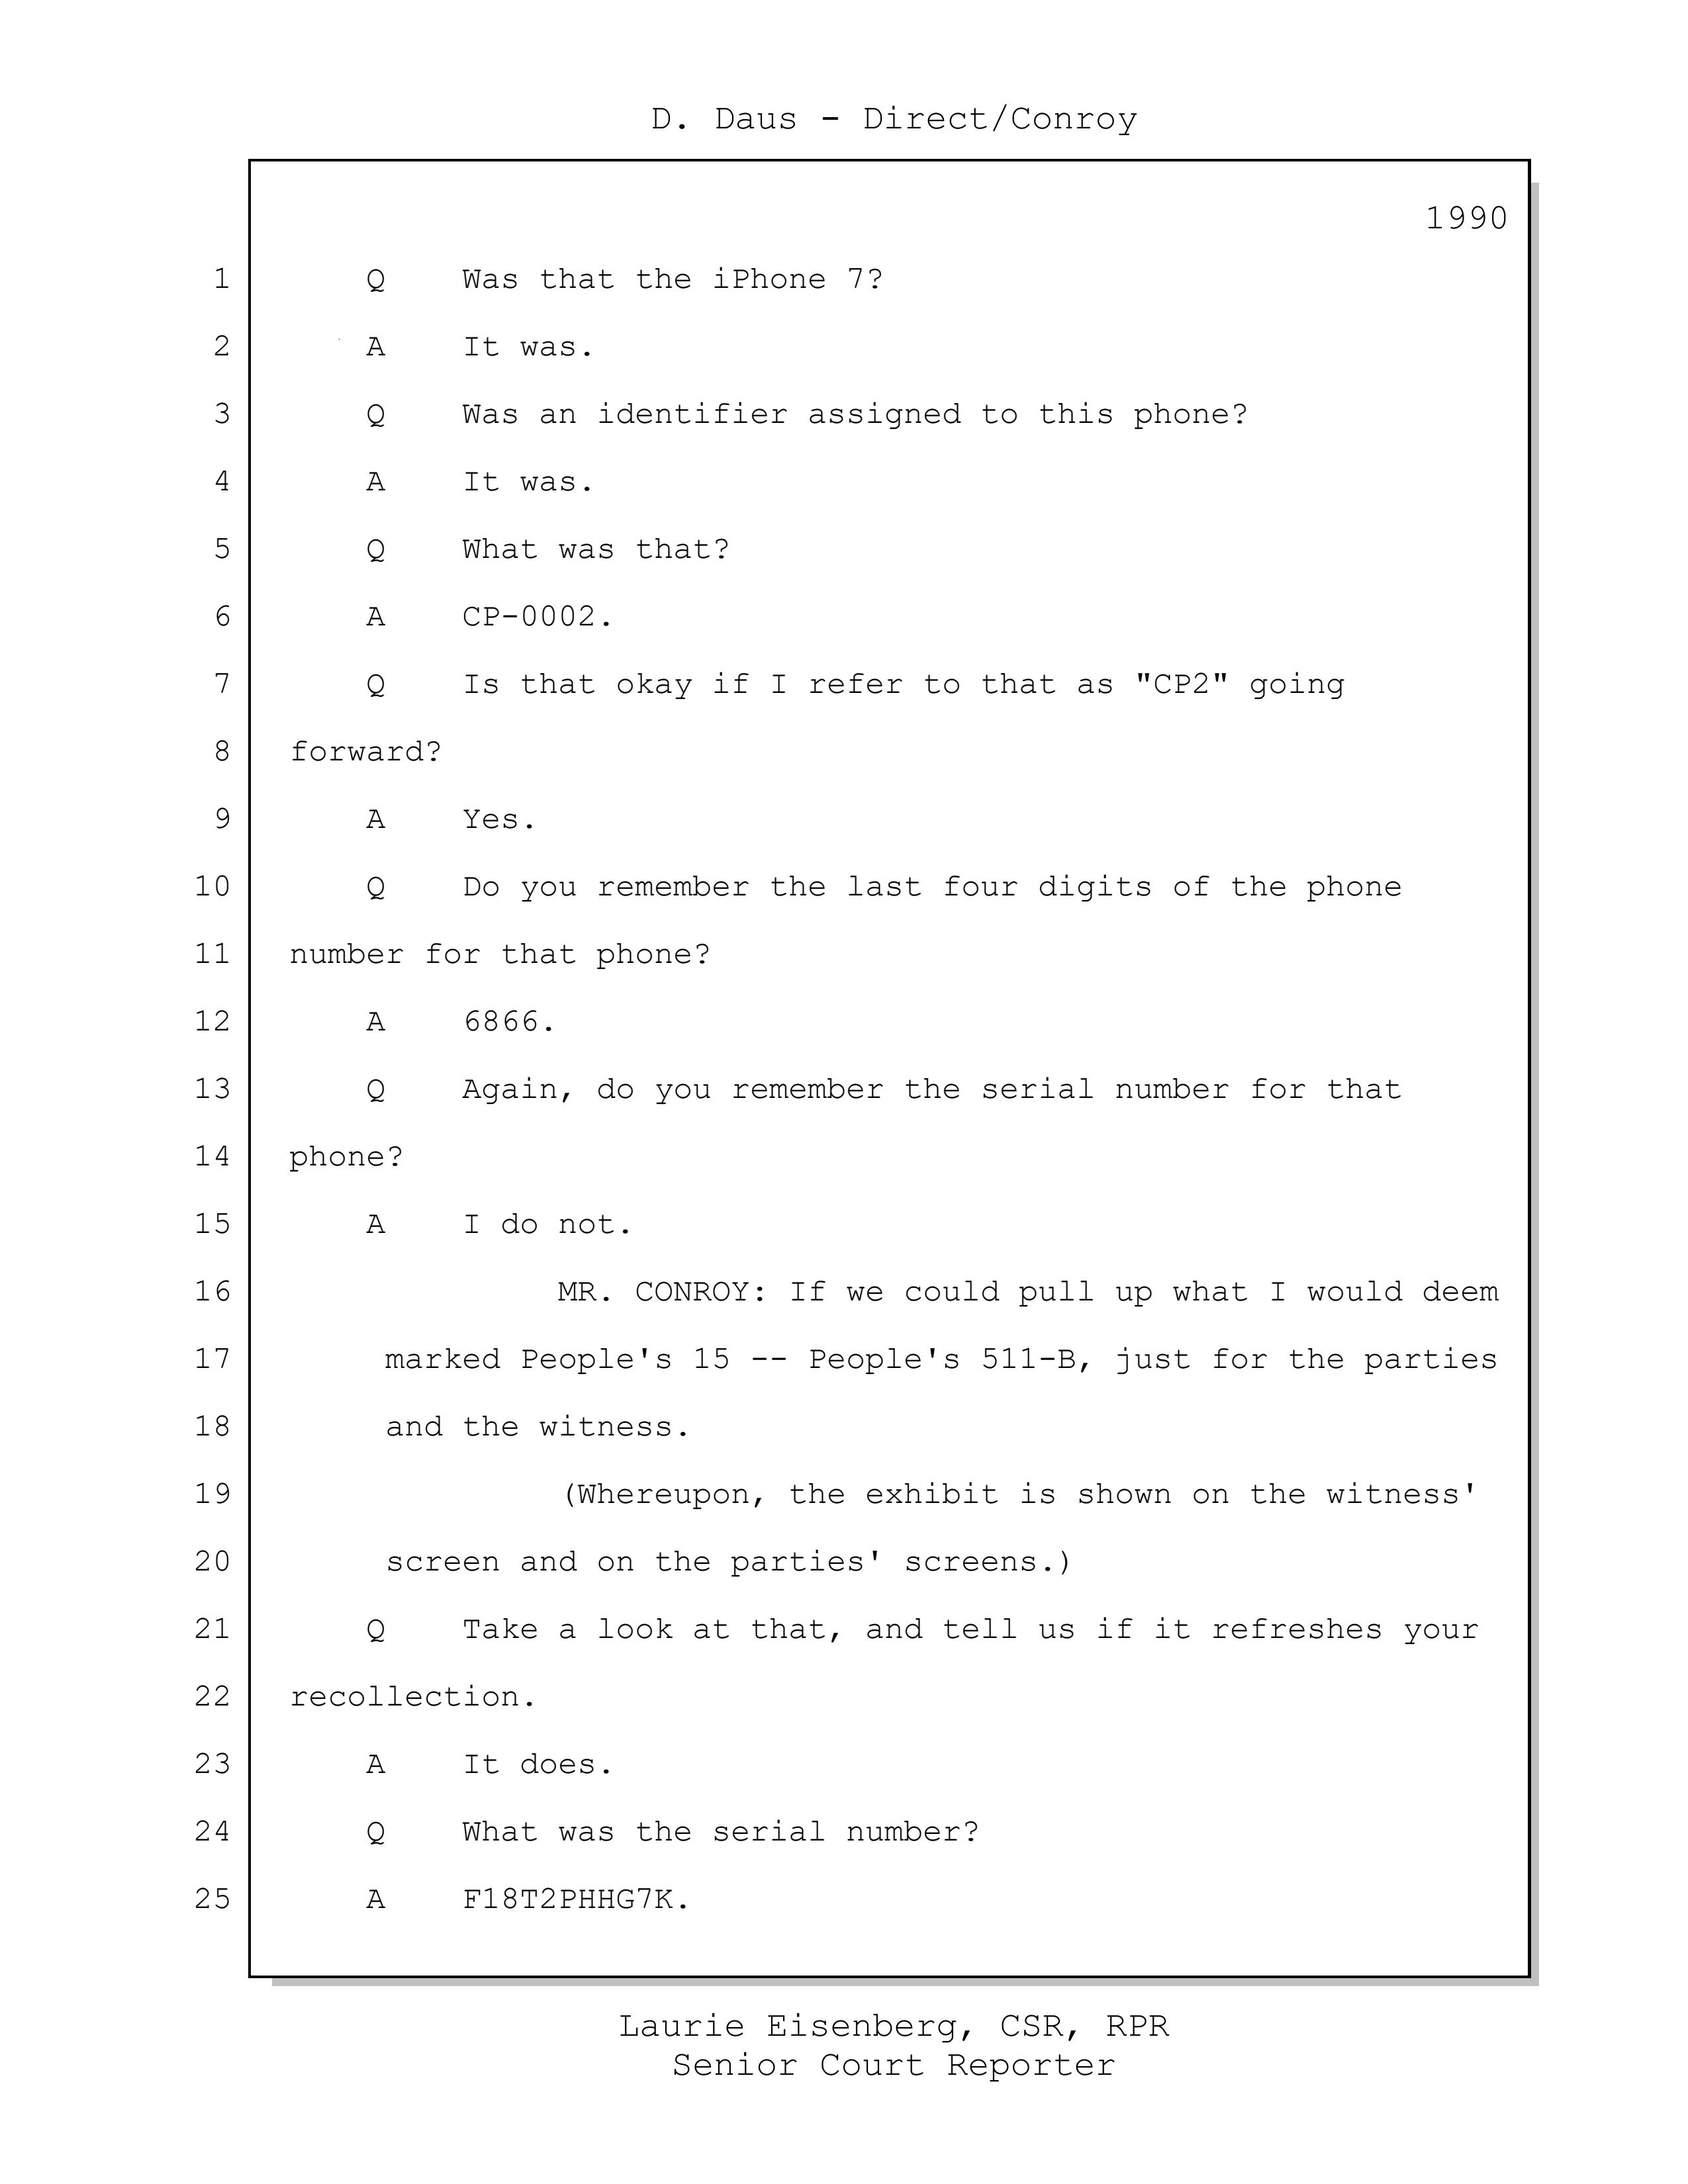 D. Daus - Direct/Conroy
1990
1 Q Was that the iPhone 7?
2 A It was.
3 Q Was an identifier assigned to this phone?
4 A It was.
5 Q What was that?
6 A CP-0002.
7 Q Is that okay if I refer to that as "CP2" going
8 forward?
9 A Yes.
10 Q Do you remember the last four digits of the phone
11 number for that phone?
12 A 6866.
13 Q Again, do you remember the serial number for that
14 phone?
15 A I do not.
16 MR. CONROY: If we could pull up what I would deem
17 marked People's 15 -- People's 511-B, just for the parties
18 and the witness.
19 (Whereupon, the exhibit is shown on the witness'
20 screen and on the parties' screens.)
21 Q Take a look at that, and tell us if it refreshes your
22 recollection.
23 A It does.
24 Q What was the serial number?
25 A F18T2PHHG7K.
Laurie Eisenberg, CSR, RPR
Senior Court Reporter